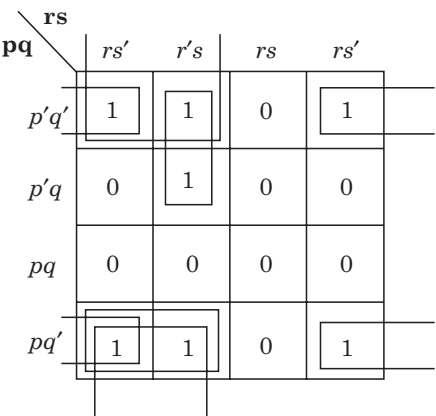 rs
pq rs′ r′s rs rs′
p′q′ 1 1 0 1
p′q 0 1 0 0
pq 0 0 0 0
pq′ 1 1 0 1